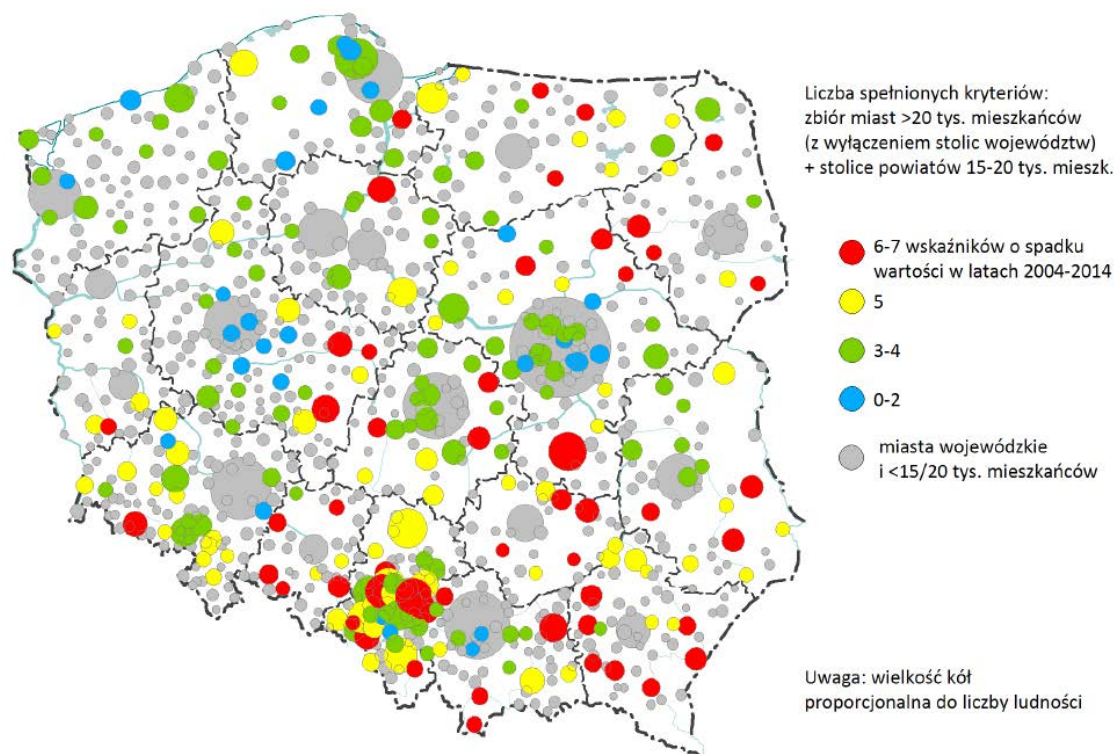 Liczba spełnionych kryteriów:
zbiór miast >20 tys. mieszkańców
(z wyłączeniem stolic województw)
+ stolice powiatów 15-20 tys. mieszk.
6-7 wskaźników o spadku
wartości w latach 2004-2014
5
3-4
0-2
miasta wojewódzkie
i <15/20 tys. mieszkańców
Uwaga: wielkość kół
proporcjonalna do liczby ludności